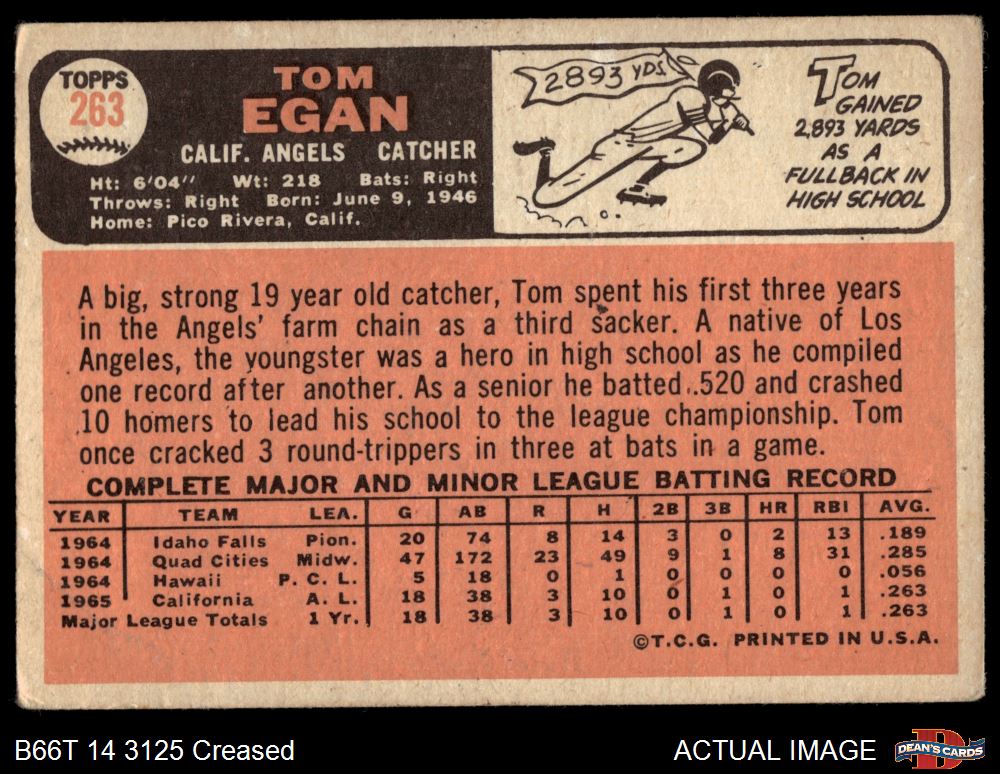 TOPPS
263
TOM
EGAN
CALIF. ANGELS CATCHER
Ht: 6'04'' Wt: 218 Bats: Right
Throws: Right Born: June 9, 1946
Home: Pico Rivera, Calif.
2893 YDS.
TOM
GAINED
2,893 YARDS
AS A
FULLBACK IN
HIGH SCHOOL
A big, strong 19 year old catcher, Tom spent his first three years
in the Angels' farm chain as a third sacker. A native of Los
Angeles, the youngster was a hero in high school as he compiled
one record after another. As a senior he batted .520 and crashed
10 homers to lead his school to the league championship. Tom
once cracked 3 round-trippers in three at bats in a game.
COMPLETE MAJOR AND MINOR LEAGUE BATTING RECORD
YEAR TEAM LEA. G AB R H 2B 3B HR RBI AVG.
1964 Idaho Falls Pion. 20 74 8 14 3 0 2 13 .189
1964 Quad Cities Midw. 47 172 23 49 9 1 8 31 .285
1964 Hawaii P. C. L. 5 18 0 1 0 0 0 0 .056
1965 California A. L. 18 38 3 10 0 1 0 1 .263
Major League Totals 1 Yr. 18 38 3 10 0 1 0 1 .263
©T.C.G. PRINTED IN U.S.A.
B66T 14 3125 Creased
ACTUAL IMAGE
DEAN'S CARDS